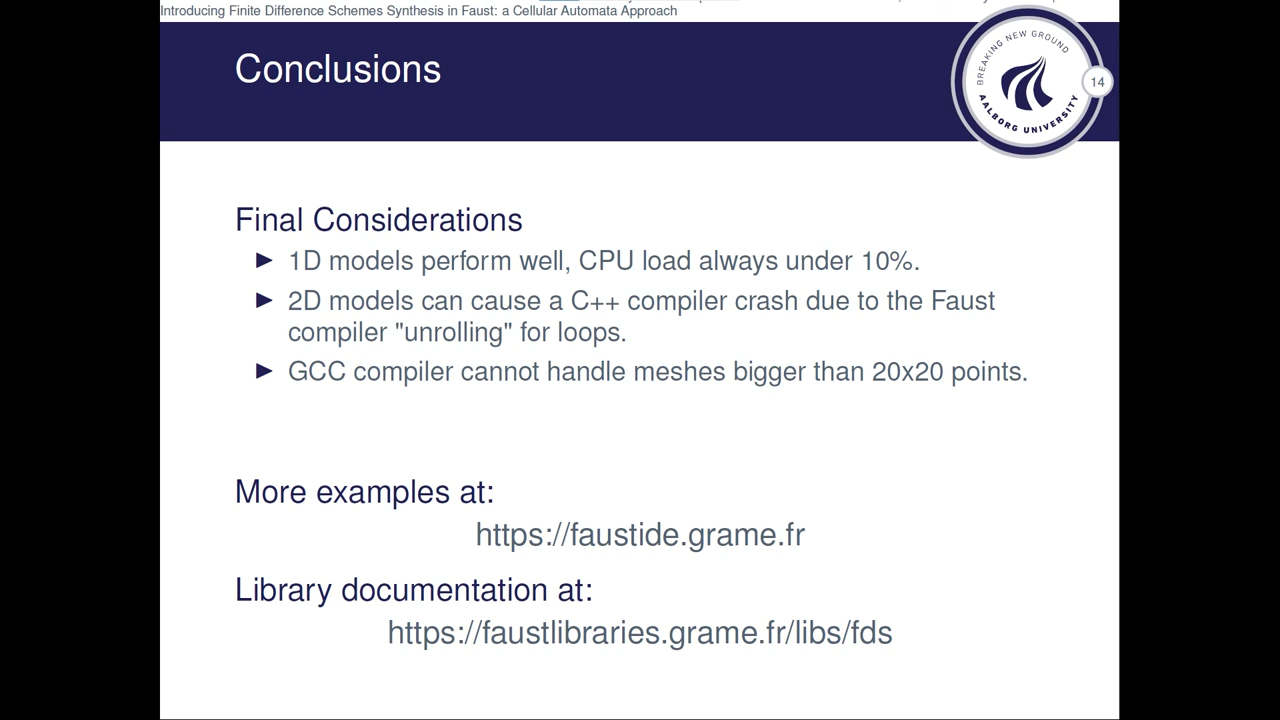 Introducing Finite Difference Schemes Synthesis in Faust: a Cellular Automata Approach
Conclusions
BREAKING NEW GROUND
AALBORG UNIVERSITY
14
Final Considerations
1D models perform well, CPU load always under 10%.
2D models can cause a C++ compiler crash due to the Faust
compiler "unrolling" for loops.
GCC compiler cannot handle meshes bigger than 20x20 points.
More examples at:
https://faustide.grame.fr
Library documentation at:
https://faustlibraries.grame.fr/libs/fds